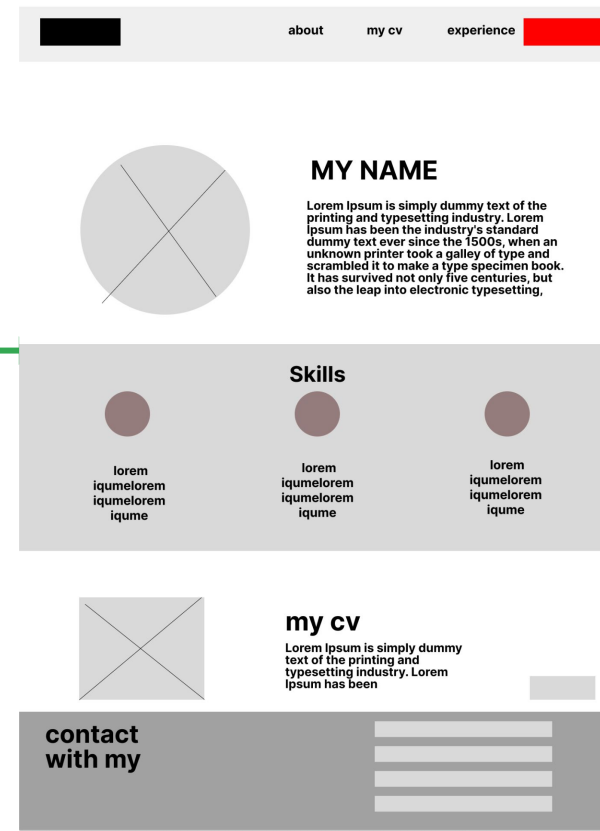 about my cv experience
MY NAME
Lorem Ipsum is simply dummy text of the
printing and typesetting industry. Lorem
Ipsum has been the industry's standard
dummy text ever since the 1500s, when an
unknown printer took a galley of type and
scrambled it to make a type specimen book.
It has survived not only five centuries, but
also the leap into electronic typesetting,
Skills
lorem
iqumelorem
iqumelorem
iqume
lorem
iqumelorem
iqumelorem
iqume
lorem
iqumelorem
iqumelorem
iqume
my cv
Lorem Ipsum is simply dummy
text of the printing and
typesetting industry. Lorem
Ipsum has been
contact
with my